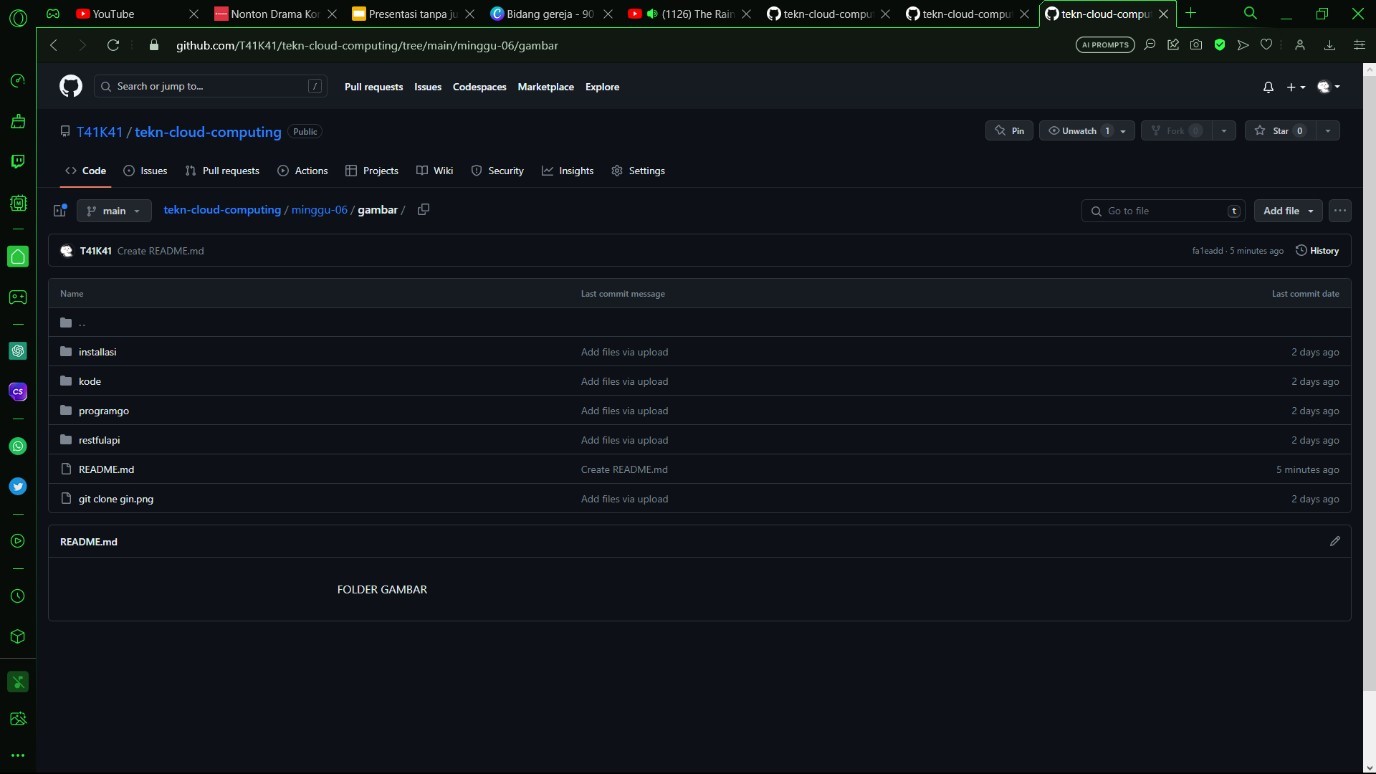 YouTube
Nonton Drama Ko
Presentasi tanpa ju
Bidang gereja - 90
(1126) The Rain
tekn-cloud-comput
tekn-cloud-comput
tekn-cloud-comput
github.com/T41K41/tekn-cloud-computing/tree/main/minggu-06/gambar
AI PROMPTS
Search or jump to...
/
Pull requests
Issues
Codespaces
Marketplace
Explore
T41K41 / tekn-cloud-computing Public
Pin
Unwatch 1
Fork 0
Star 0
Code
Issues
Pull requests
Actions
Projects
Wiki
Security
Insights
Settings
main
tekn-cloud-computing / minggu-06 / gambar /
Go to file
t
Add file
T41K41 Create README.md
fa1eadd · 5 minutes ago
History
Name Last commit message Last commit date
..
installasi Add files via upload 2 days ago
kode Add files via upload 2 days ago
programgo Add files via upload 2 days ago
restfulapi Add files via upload 2 days ago
README.md Create README.md 5 minutes ago
git clone gin.png Add files via upload 2 days ago
README.md
FOLDER GAMBAR
CS